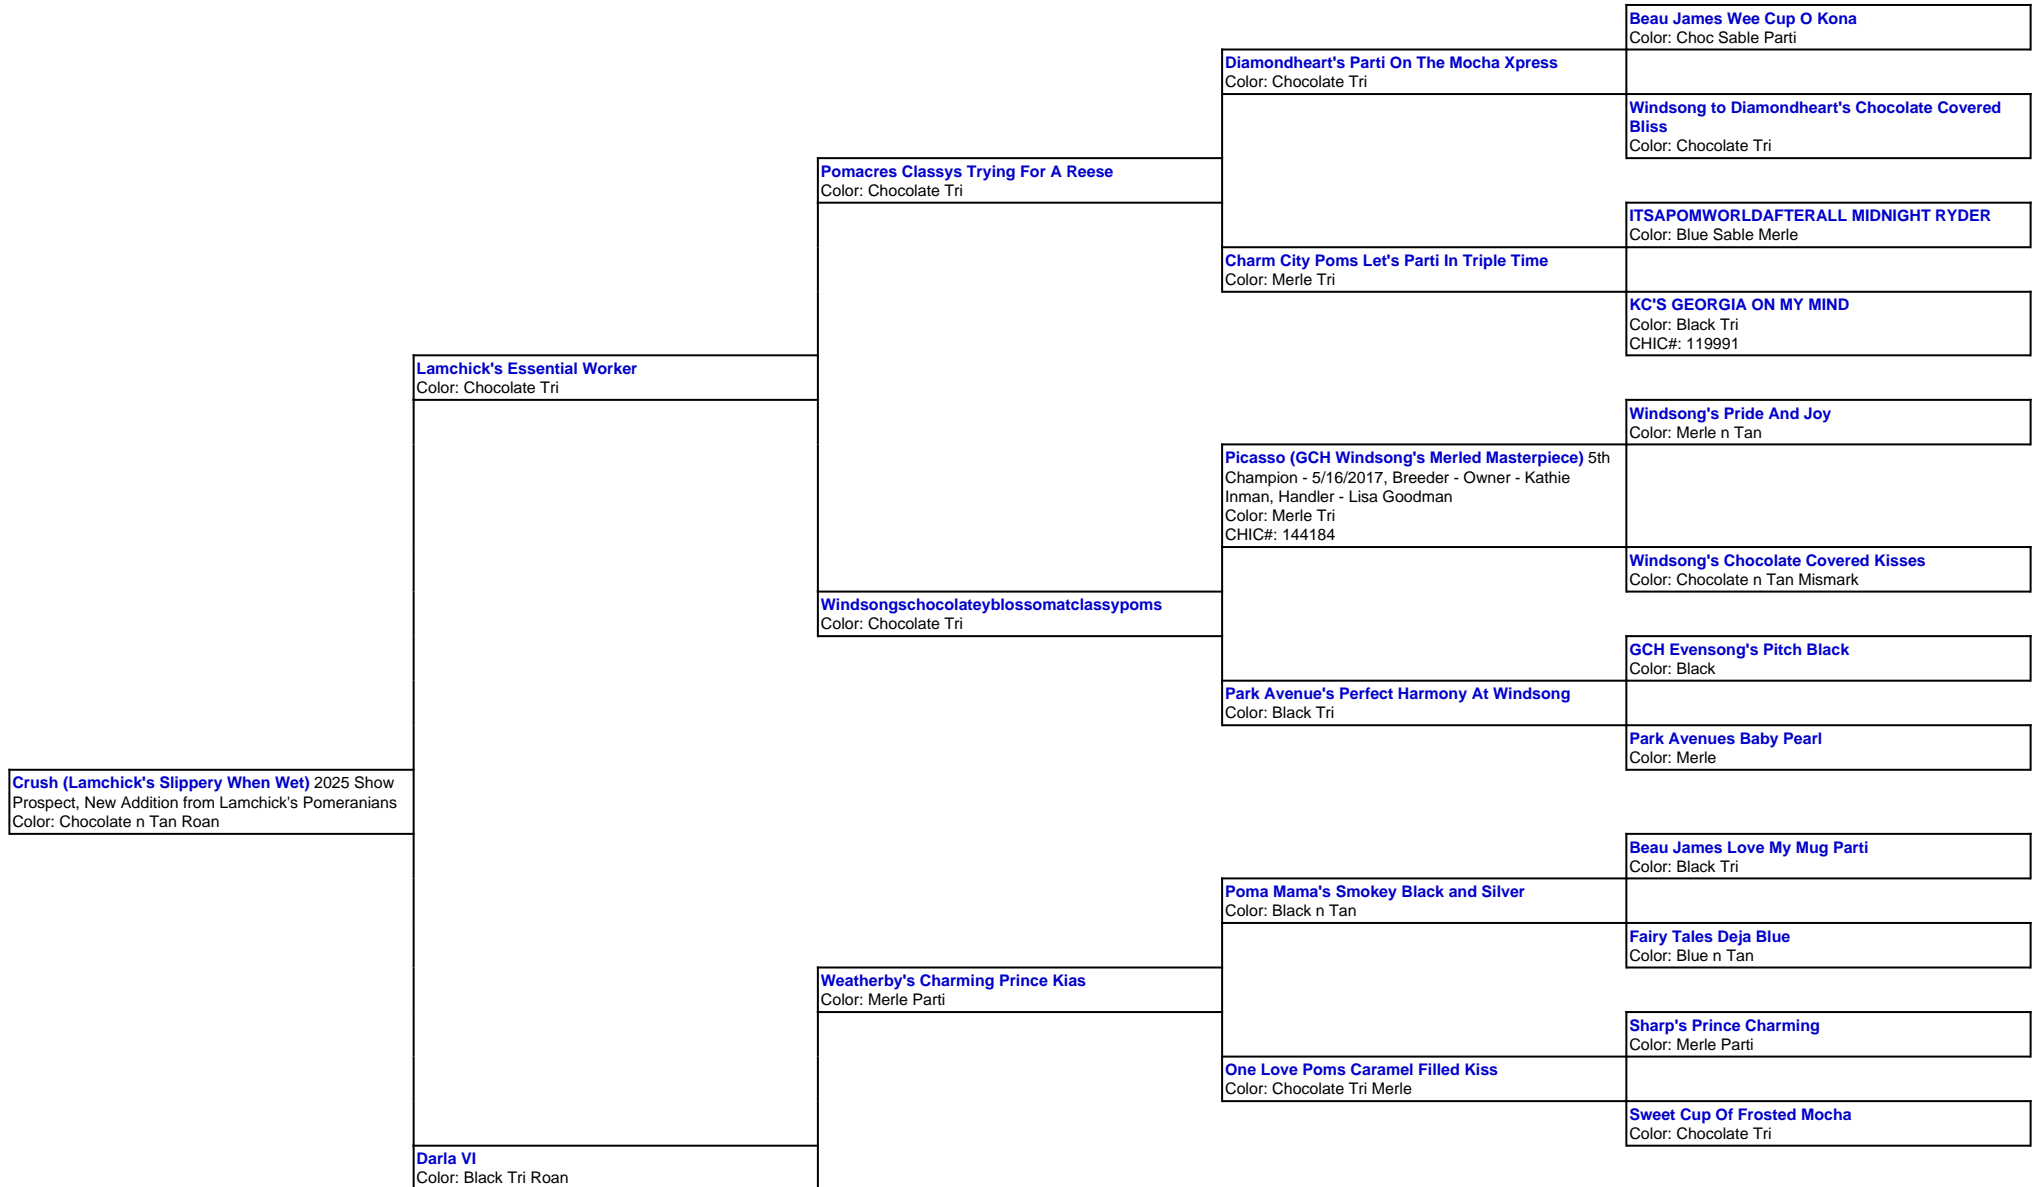 Beau James Wee Cup O Kona
Color: Choc Sable Parti
Diamondheart's Parti On The Mocha Xpress
Color: Chocolate Tri
Windsong to Diamondheart's Chocolate Covered
Bliss
Color: Chocolate Tri
Pomacres Classys Trying For A Reese
Color: Chocolate Tri
ITSAPOMWORLDAFTERALL MIDNIGHT RYDER
Color: Blue Sable Merle
Charm City Poms Let's Parti In Triple Time
Color: Merle Tri
KC'S GEORGIA ON MY MIND
Color: Black Tri
CHIC#: 119991
Lamchick's Essential Worker
Color: Chocolate Tri
Windsong's Pride And Joy
Color: Merle n Tan
Picasso (GCH Windsong's Merled Masterpiece) 5th
Champion - 5/16/2017, Breeder - Owner - Kathie
Inman, Handler - Lisa Goodman
Color: Merle Tri
CHIC#: 144184
Windsong's Chocolate Covered Kisses
Color: Chocolate n Tan Mismark
Windsongschocolateyblossomatclassypoms
Color: Chocolate Tri
GCH Evensong's Pitch Black
Color: Black
Park Avenue's Perfect Harmony At Windsong
Color: Black Tri
Park Avenues Baby Pearl
Color: Merle
Crush (Lamchick's Slippery When Wet) 2025 Show
Prospect, New Addition from Lamchick's Pomeranians
Color: Chocolate n Tan Roan
Beau James Love My Mug Parti
Color: Black Tri
Poma Mama's Smokey Black and Silver
Color: Black n Tan
Fairy Tales Deja Blue
Color: Blue n Tan
Weatherby's Charming Prince Kias
Color: Merle Parti
Sharp's Prince Charming
Color: Merle Parti
One Love Poms Caramel Filled Kiss
Color: Chocolate Tri Merle
Sweet Cup Of Frosted Mocha
Color: Chocolate Tri
Darla VI
Color: Black Tri Roan